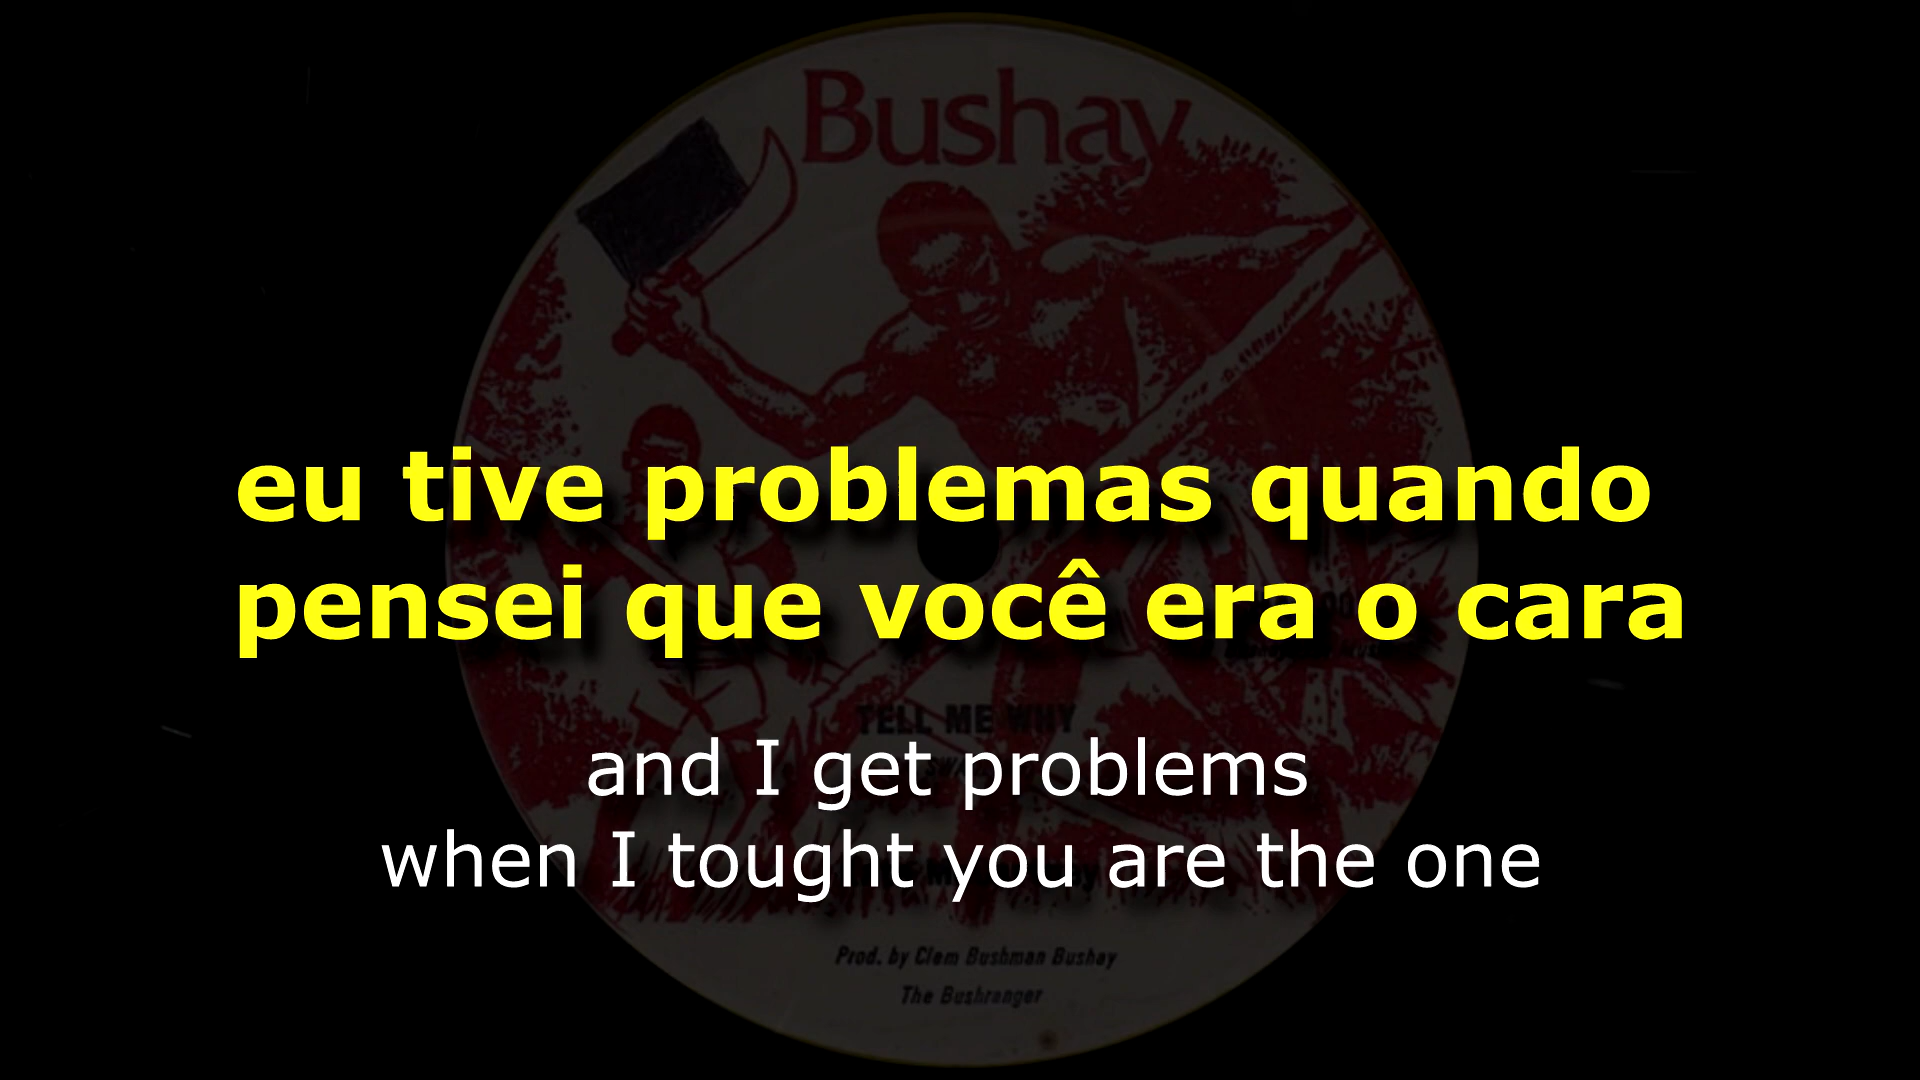 Bushay
eu tive problemas quando
pensei que você era o cara
TELL ME WHY
and I get problems
when I tought you are the one
Prod. by Clem Bushman Bushay
The Bushranger